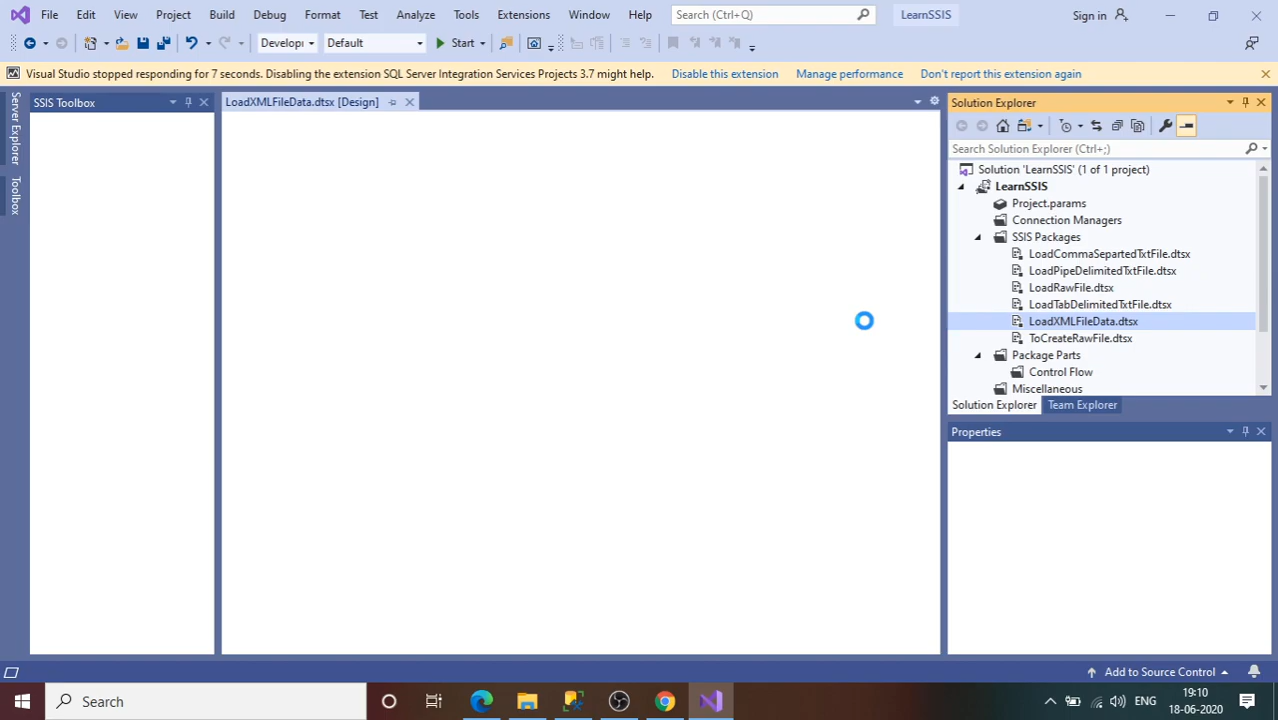 File Edit View Project Build Debug Format Test Analyze Tools Extensions Window Help Search (Ctrl+Q) LearnSSIS Sign in
Develop Default Start
Visual Studio stopped responding for 7 seconds. Disabling the extension SQL Server Integration Services Projects 3.7 might help. Disable this extension Manage performance Don't report this extension again
Server Explorer
Toolbox
SSIS Toolbox
LoadXMLFileData.dtsx [Design]
Solution Explorer
Search Solution Explorer (Ctrl+;)
Solution 'LearnSSIS' (1 of 1 project)
LearnSSIS
Project.params
Connection Managers
SSIS Packages
LoadCommaSepartedTxtFile.dtsx
LoadPipeDelimitedTxtFile.dtsx
LoadRawFile.dtsx
LoadTabDelimitedTxtFile.dtsx
LoadXMLFileData.dtsx
ToCreateRawFile.dtsx
Package Parts
Control Flow
Miscellaneous
Solution Explorer Team Explorer
Properties
Add to Source Control
Search
ENG
19:10
18-06-2020